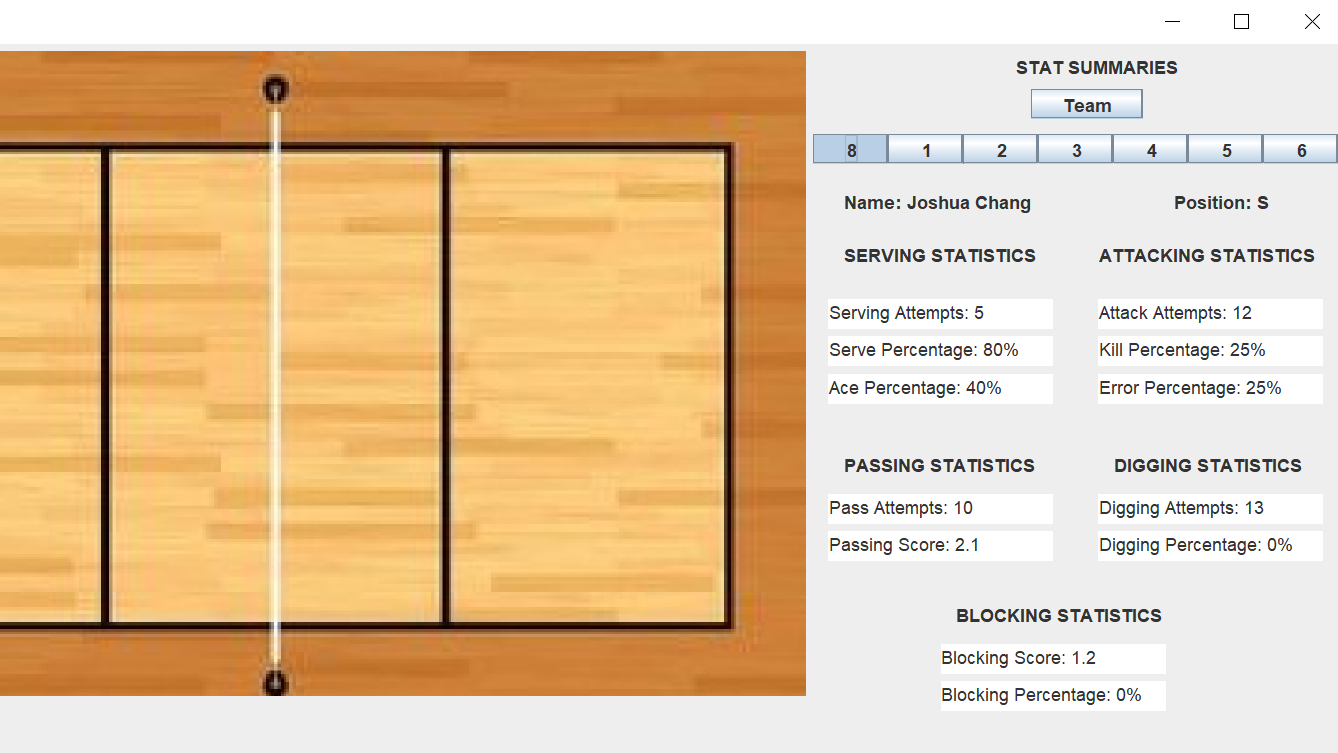 STAT SUMMARIES
Team
8 1 2 3 4 5 6
Name: Joshua Chang Position: S
SERVING STATISTICS ATTACKING STATISTICS
Serving Attempts: 5 Attack Attempts: 12
Serve Percentage: 80% Kill Percentage: 25%
Ace Percentage: 40% Error Percentage: 25%
PASSING STATISTICS DIGGING STATISTICS
Pass Attempts: 10 Digging Attempts: 13
Passing Score: 2.1 Digging Percentage: 0%
BLOCKING STATISTICS
Blocking Score: 1.2
Blocking Percentage: 0%